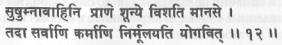 सुषुम्नावाहिनि प्राणे शून्ये विशति मानसे ।
तदा सर्वाणि कर्माणि निर्मूलयति योगवित् ।। १२ ।।